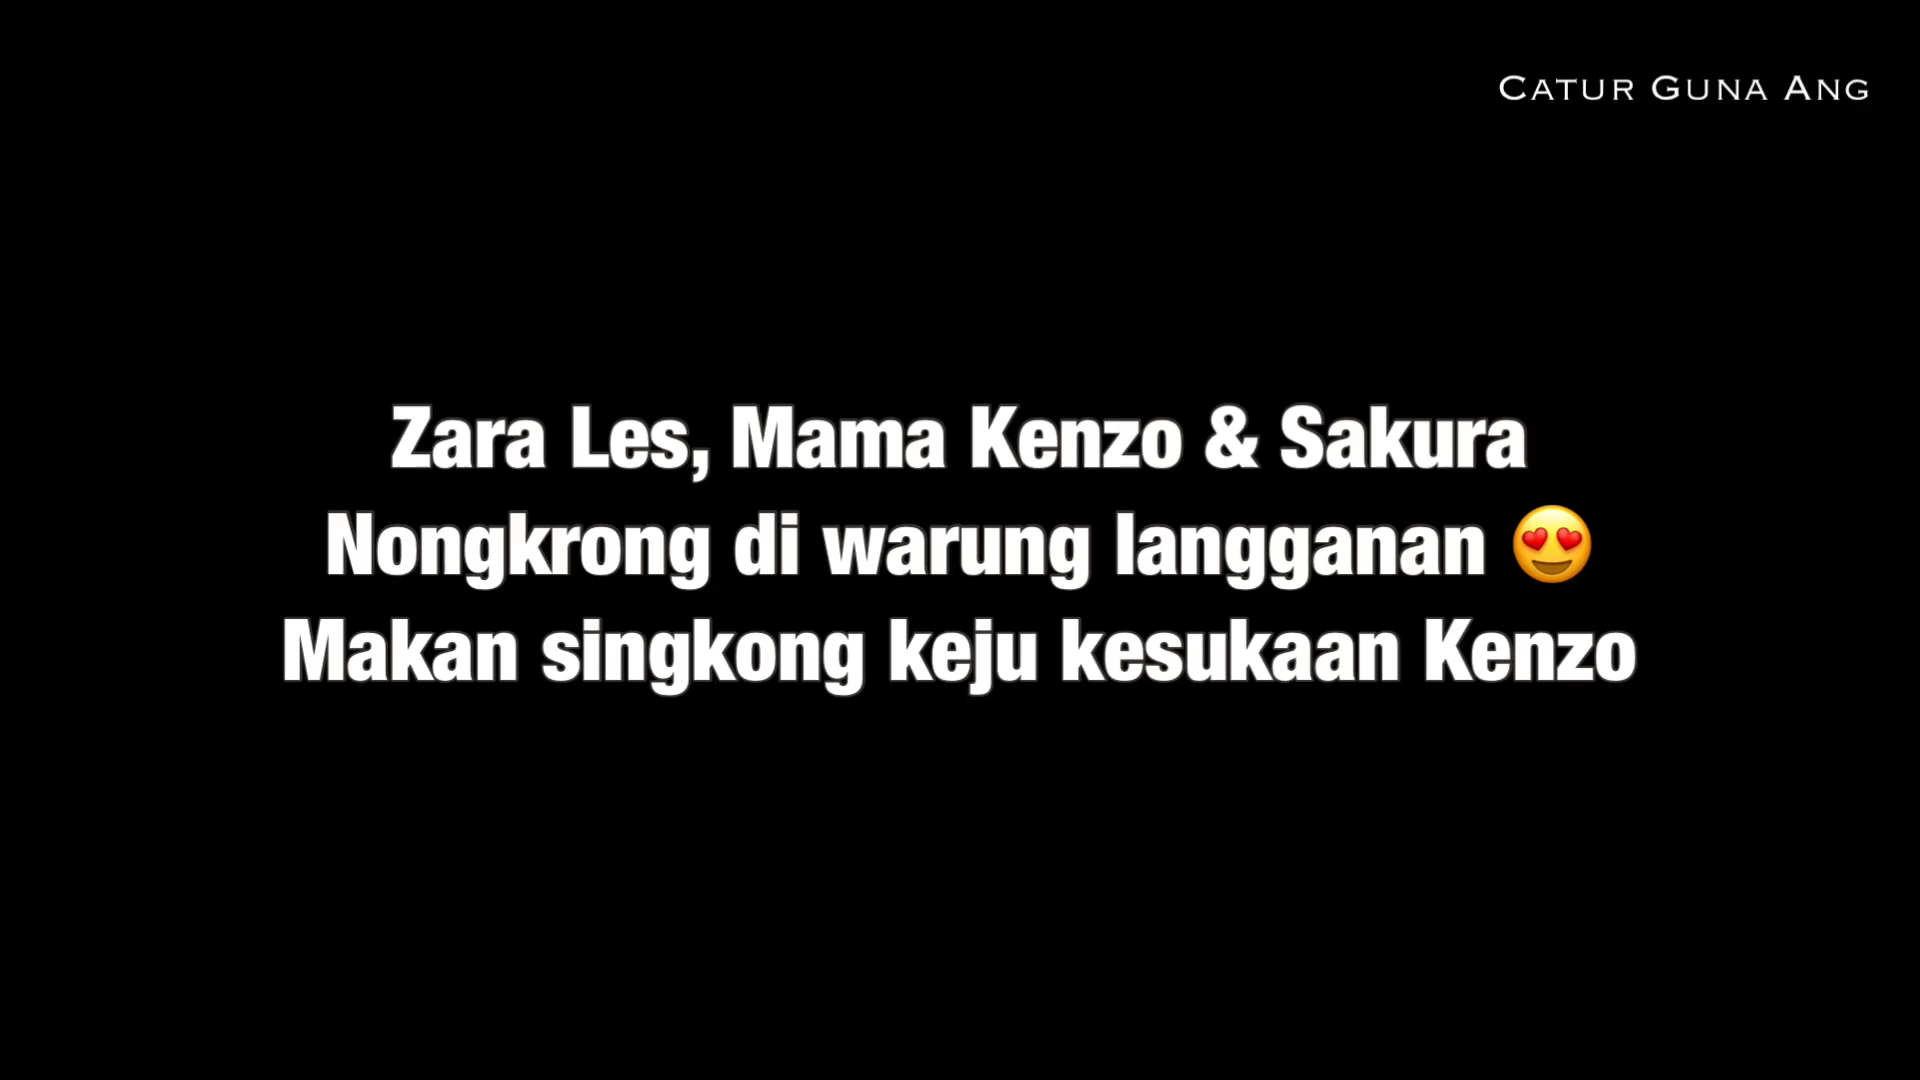 CATUR GUNA ANG
Zara Les, Mama Kenzo & Sakura
Nongkrong di warung langganan 😍
Makan singkong keju kesukaan Kenzo